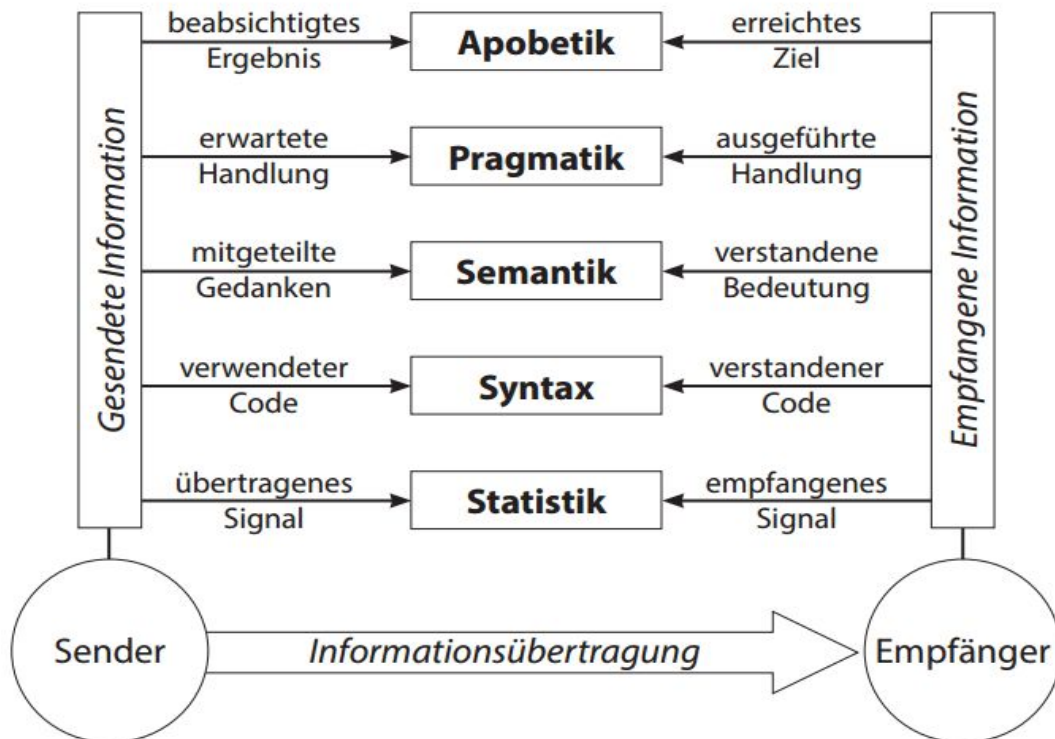 beabsichtigtes
Ergebnis
Apobetik
erreichtes
Ziel
erwartete
Handlung
Pragmatik
ausgeführte
Handlung
mitgeteilte
Gedanken
Semantik
verstandene
Bedeutung
verwendeter
Code
Syntax
verstandener
Code
übertragenes
Signal
Statistik
empfangenes
Signal
Gesendete Information
Empfangene Information
Sender
Informationsübertragung
Empfänger